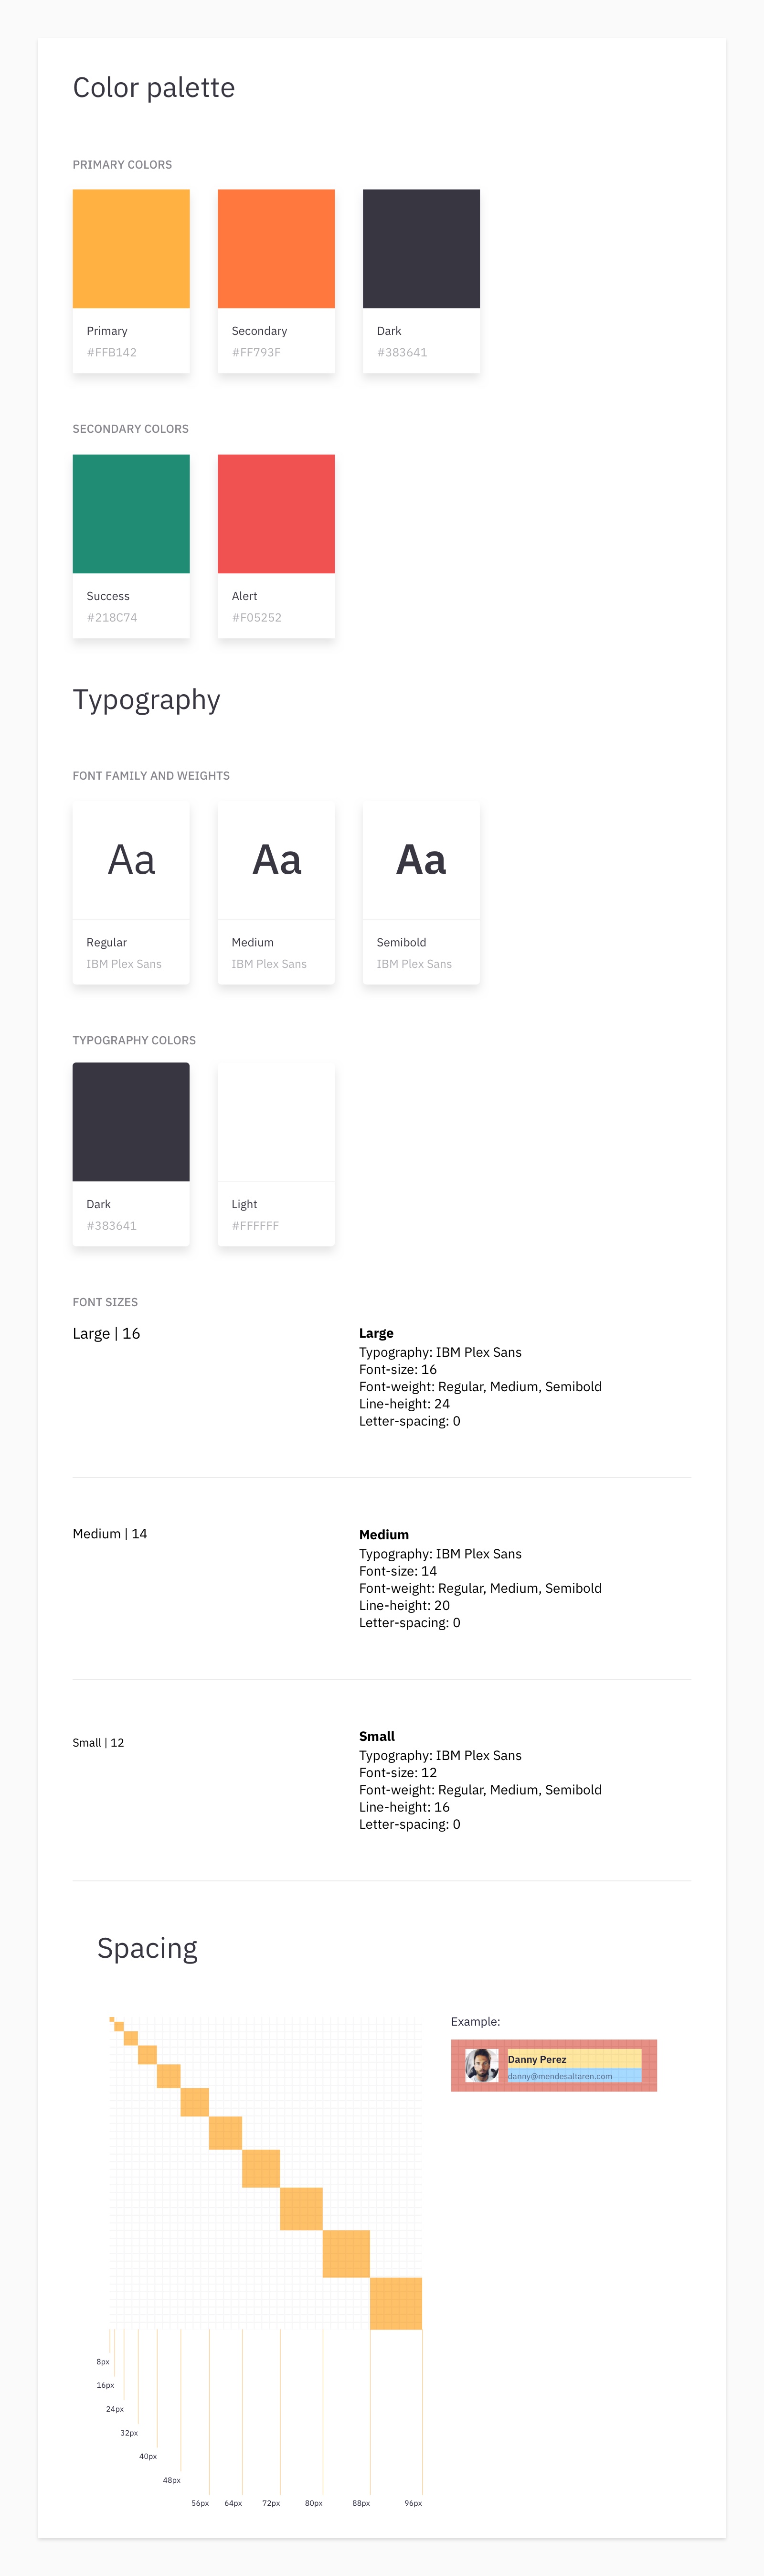 Color palette
PRIMARY COLORS
Primary
#FFB142
Secondary
#FF793F
Dark
#383641
SECONDARY COLORS
Success
#218C74
Alert
#F05252
Typography
FONT FAMILY AND WEIGHTS
Aa
Regular
IBM Plex Sans
Aa
Medium
IBM Plex Sans
Aa
Semibold
IBM Plex Sans
TYPOGRAPHY COLORS
Dark
#383641
Light
#FFFFFF
FONT SIZES
Large | 16
Large
Typography: IBM Plex Sans
Font-size: 16
Font-weight: Regular, Medium, Semibold
Line-height: 24
Letter-spacing: 0
Medium | 14
Medium
Typography: IBM Plex Sans
Font-size: 14
Font-weight: Regular, Medium, Semibold
Line-height: 20
Letter-spacing: 0
Small | 12
Small
Typography: IBM Plex Sans
Font-size: 12
Font-weight: Regular, Medium, Semibold
Line-height: 16
Letter-spacing: 0
Spacing
Example:
Danny Perez
danny@mendesaltaren.com
8px
16px
24px
32px
40px
48px
56px
64px
72px
80px
88px
96px